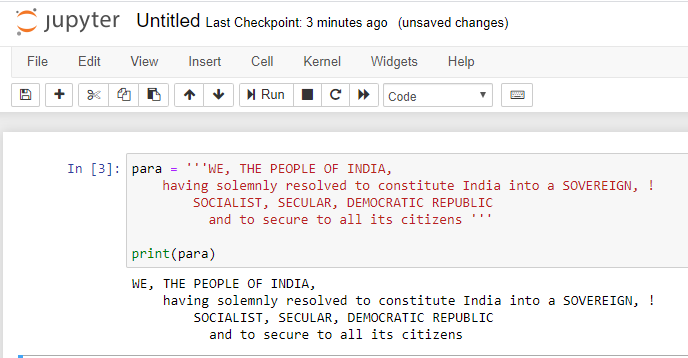 jupyter Untitled Last Checkpoint: 3 minutes ago (unsaved changes)
File Edit View Insert Cell Kernel Widgets Help
Run Code
In [3]: para = '''WE, THE PEOPLE OF INDIA,
having solemnly resolved to constitute India into a SOVEREIGN, !
SOCIALIST, SECULAR, DEMOCRATIC REPUBLIC
and to secure to all its citizens '''
print(para)
WE, THE PEOPLE OF INDIA,
having solemnly resolved to constitute India into a SOVEREIGN, !
SOCIALIST, SECULAR, DEMOCRATIC REPUBLIC
and to secure to all its citizens